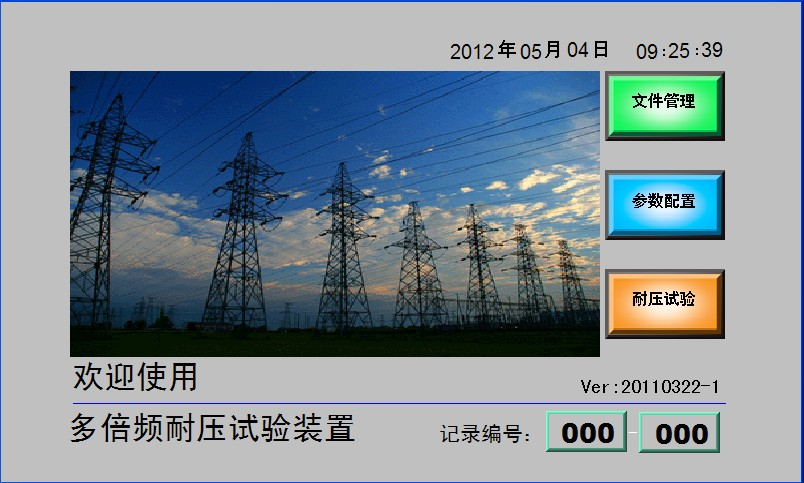 2012年05月04日 09:25:39
文件管理
参数配置
耐压试验
欢迎使用
Ver:20110322-1
多倍频耐压试验装置
记录编号: 000-000